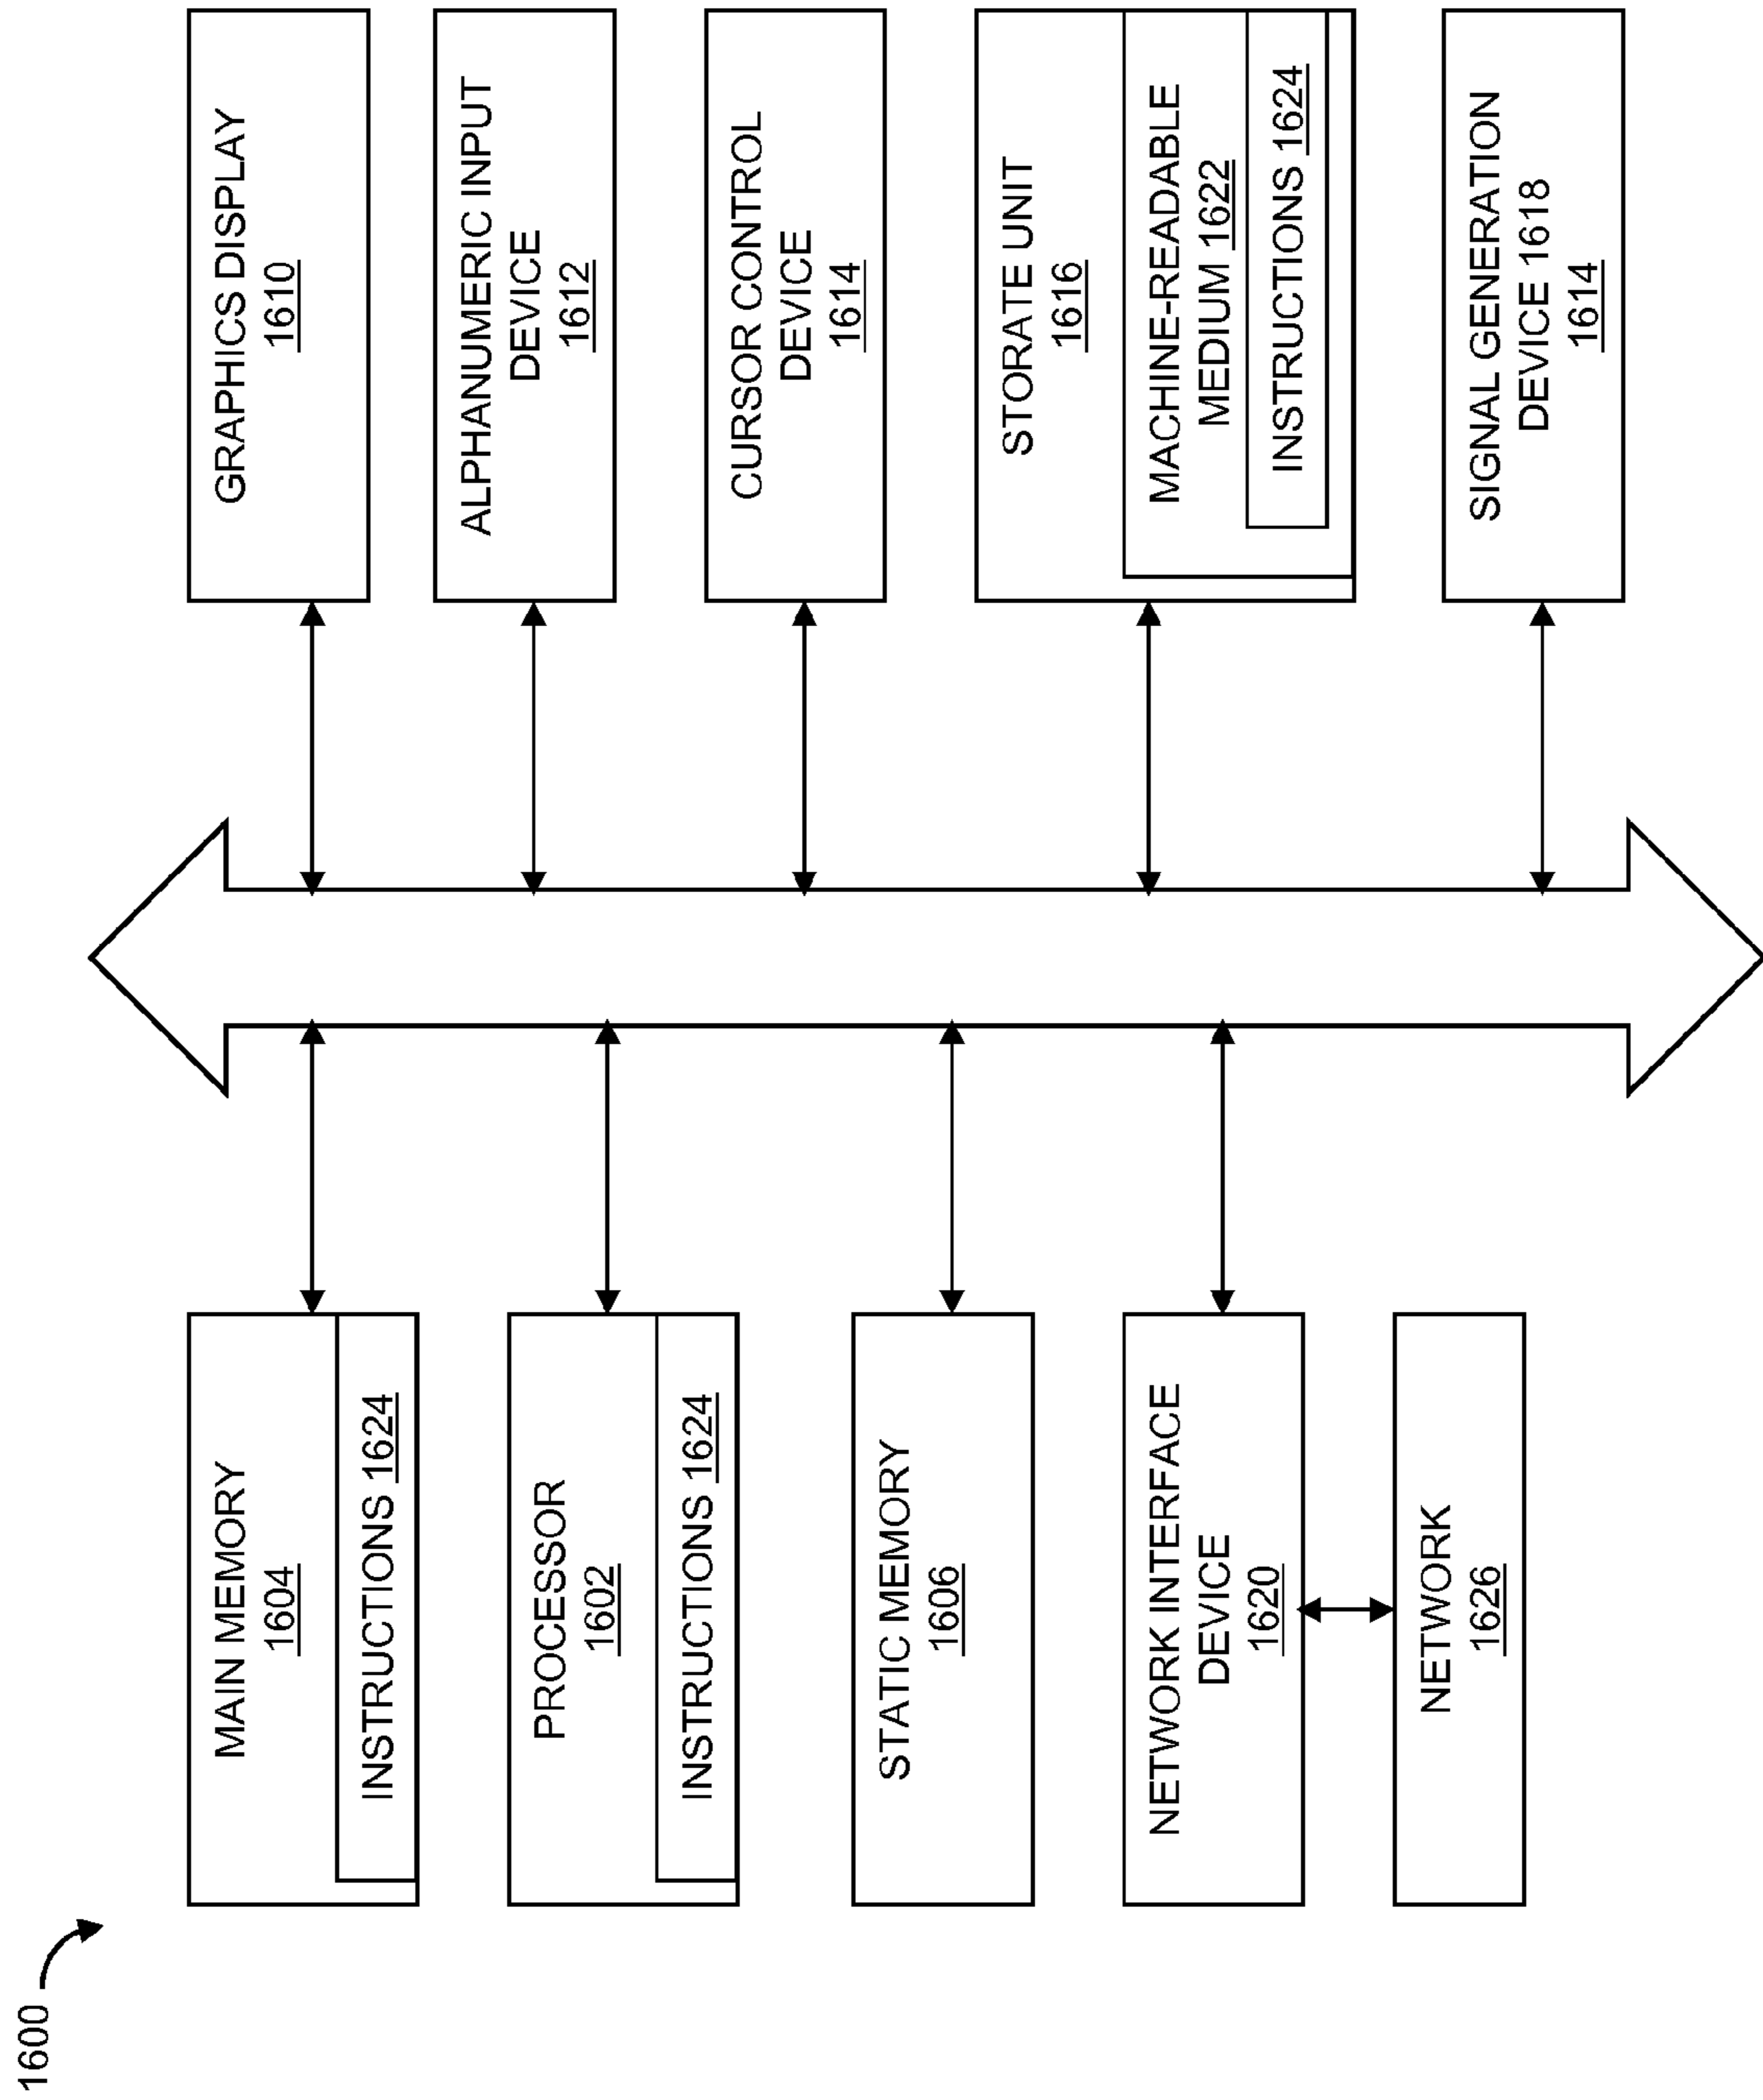 1600
MAIN MEMORY
1604
INSTRUCTIONS 1624
PROCESSOR
1602
INSTRUCTIONS 1624
STATIC MEMORY
1606
NETWORK INTERFACE
DEVICE
1620
NETWORK
1626
GRAPHICS DISPLAY
1610
ALPHANUMERIC INPUT
DEVICE
1612
CURSOR CONTROL
DEVICE
1614
STORATE UNIT
1616
MACHINE-READABLE
MEDIUM 1622
INSTRUCTIONS 1624
SIGNAL GENERATION
DEVICE 1618
1614